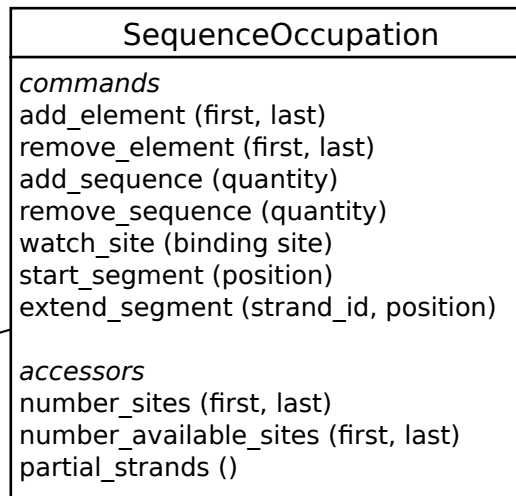 SequenceOccupation
commands
add_element (first, last)
remove_element (first, last)
add_sequence (quantity)
remove_sequence (quantity)
watch_site (binding site)
start_segment (position)
extend_segment (strand_id, position)
accessors
number_sites (first, last)
number_available_sites (first, last)
partial_strands ()